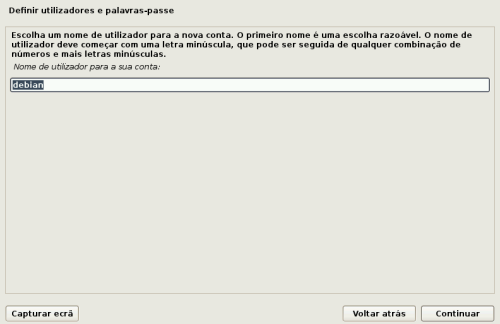 Definir utilizadores e palavras-passe
Escolha um nome de utilizador para a nova conta. O primeiro nome é uma escolha razoável. O nome de
utilizador deve começar com uma letra minúscula, que pode ser seguida de qualquer combinação de
números e mais letras minúsculas.
Nome de utilizador para a sua conta:
debian
Capturar ecrã
Voltar atrás
Continuar